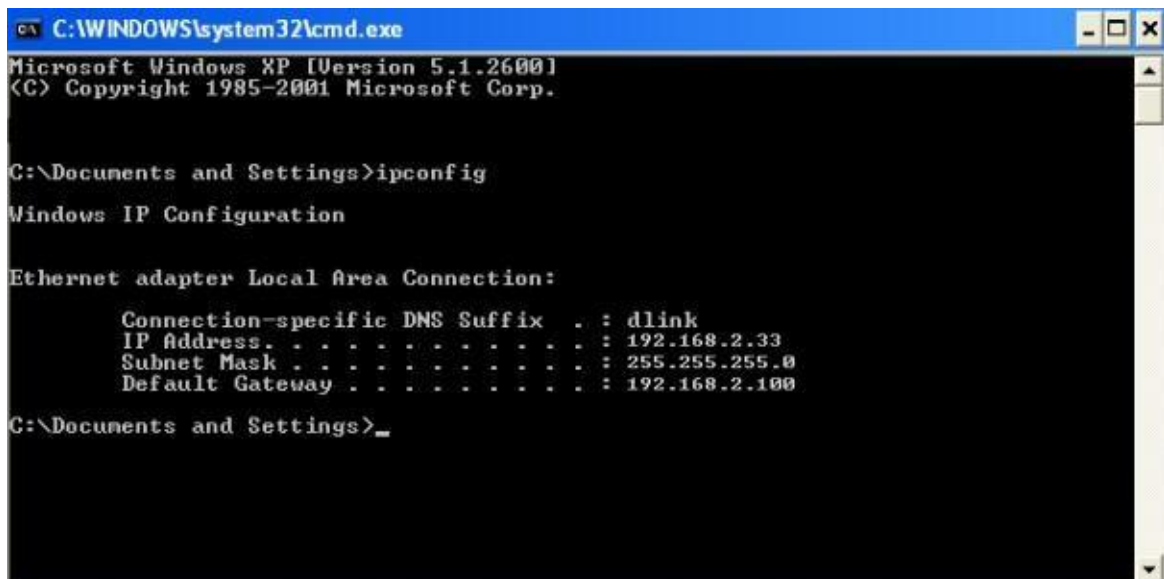 C:\WINDOWS\system32\cmd.exe
Microsoft Windows XP [Version 5.1.2600]
(C) Copyright 1985-2001 Microsoft Corp.
C:\Documents and Settings>ipconfig
Windows IP Configuration
Ethernet adapter Local Area Connection:
Connection-specific DNS Suffix . : dlink
IP Address. . . . . . . . . . . . : 192.168.2.33
Subnet Mask . . . . . . . . . . . : 255.255.255.0
Default Gateway . . . . . . . . . : 192.168.2.100
C:\Documents and Settings>_